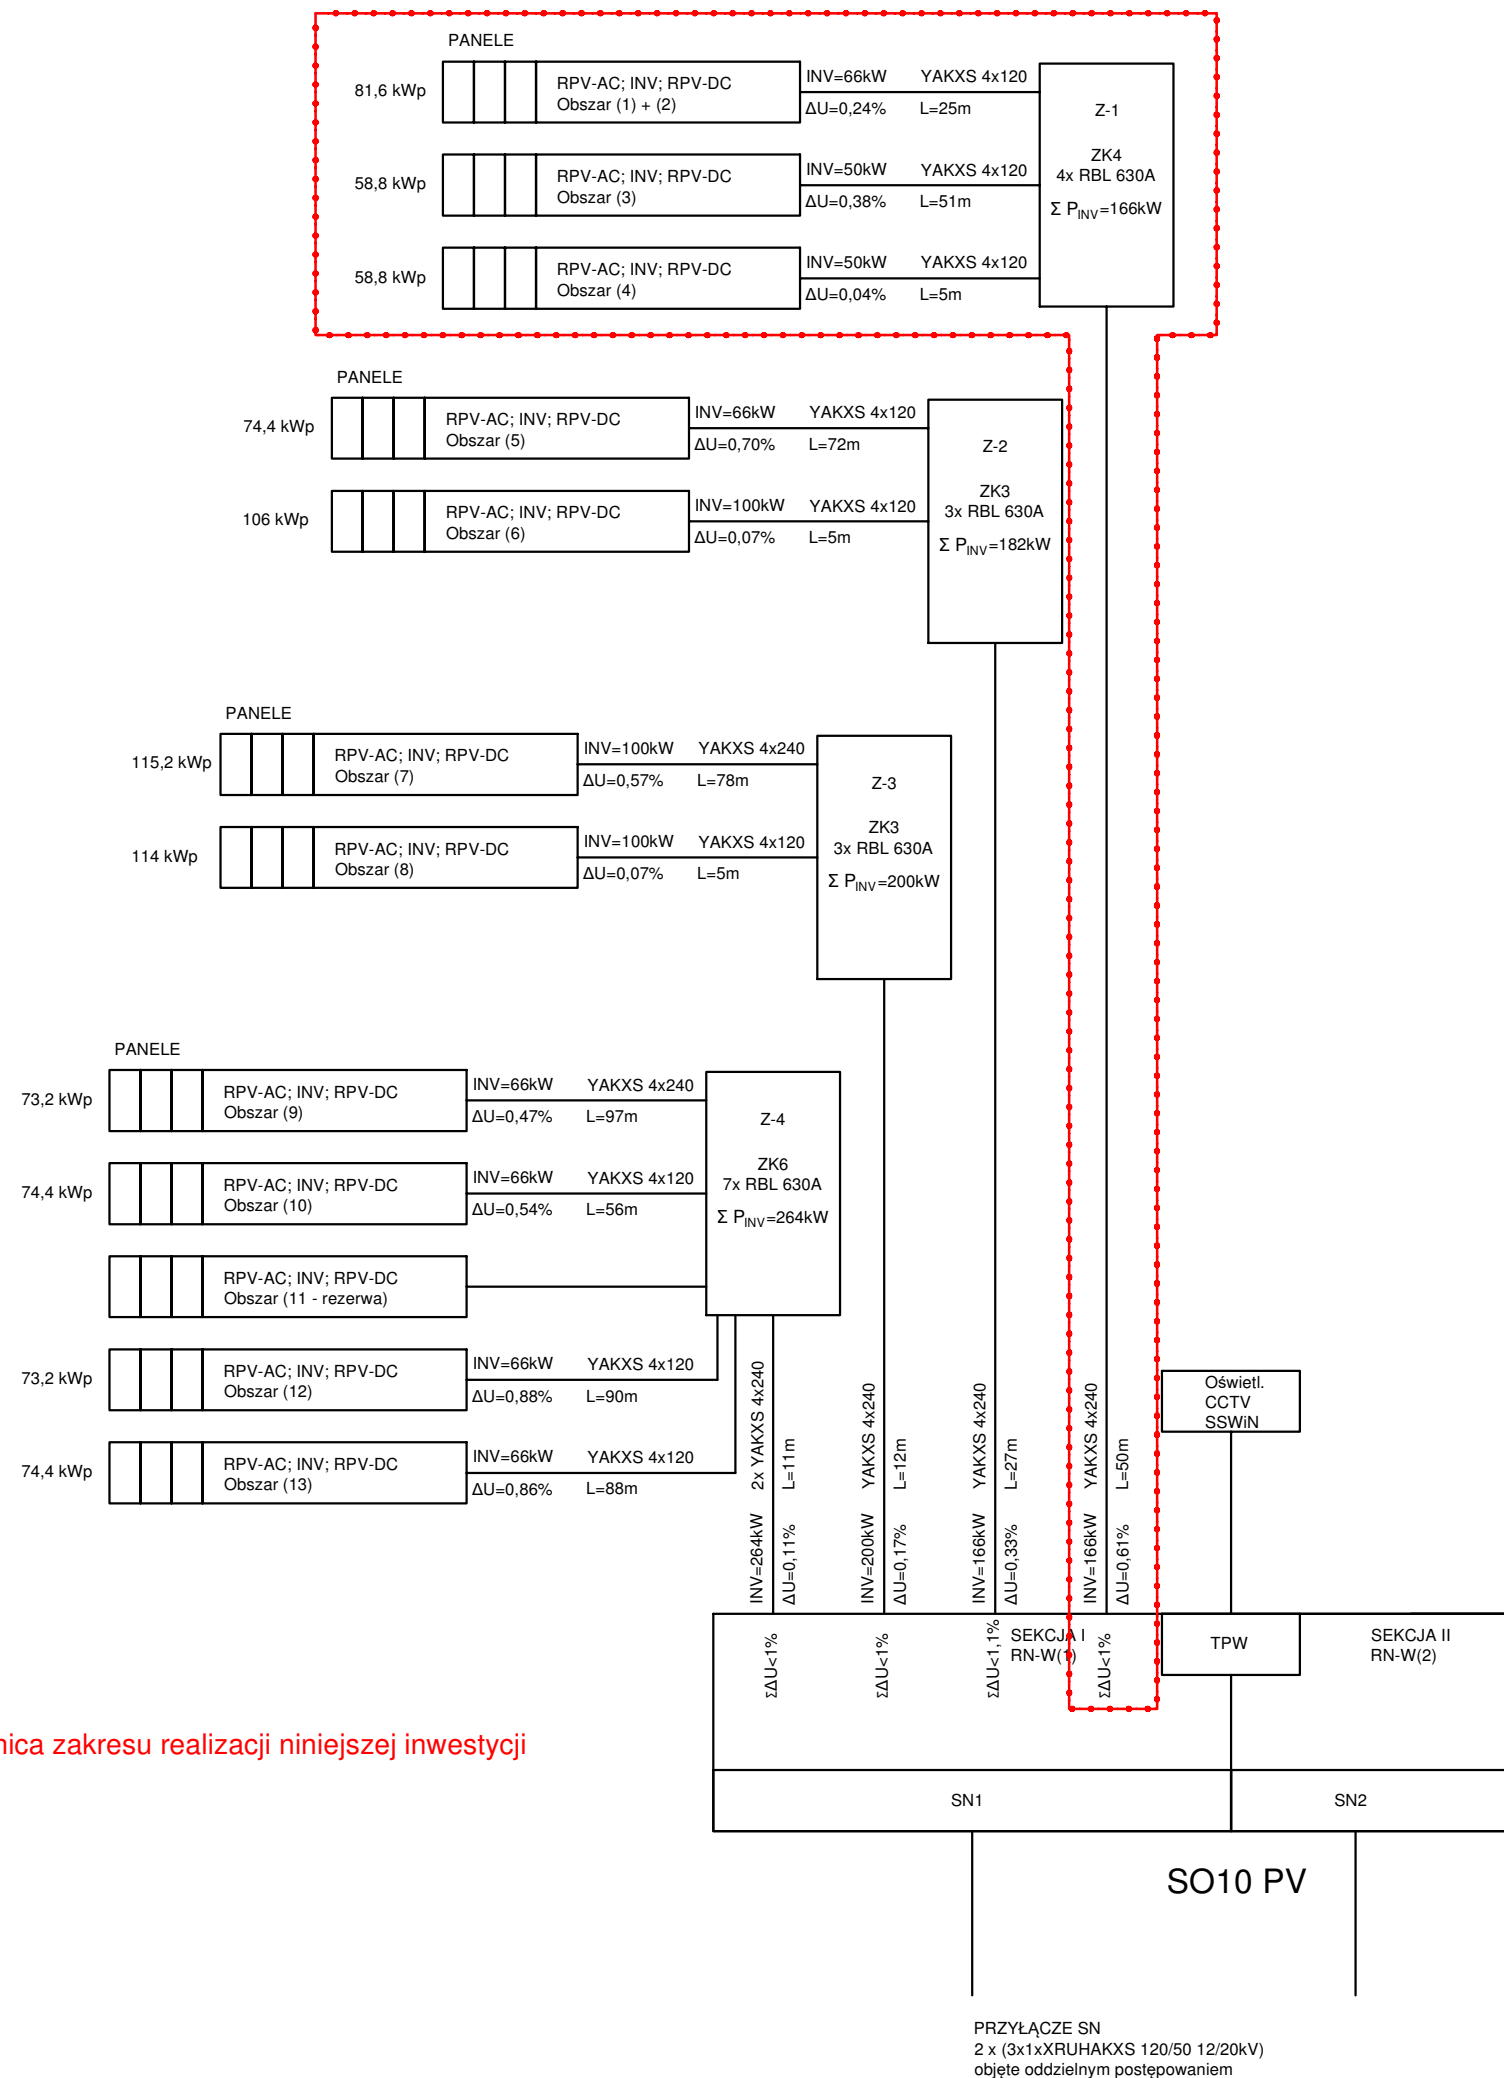 PANELE
81,6 kWp
RPV-AC; INV; RPV-DC
Obszar (1) + (2)
INV=66kW YAKXS 4x120
ΔU=0,24% L=25m
58,8 kWp
RPV-AC; INV; RPV-DC
Obszar (3)
INV=50kW YAKXS 4x120
ΔU=0,38% L=51m
58,8 kWp
RPV-AC; INV; RPV-DC
Obszar (4)
INV=50kW YAKXS 4x120
ΔU=0,04% L=5m
Z-1
ZK4
4x RBL 630A
Σ PINV=166kW
PANELE
74,4 kWp
RPV-AC; INV; RPV-DC
Obszar (5)
INV=66kW YAKXS 4x120
ΔU=0,70% L=72m
106 kWp
RPV-AC; INV; RPV-DC
Obszar (6)
INV=100kW YAKXS 4x120
ΔU=0,07% L=5m
Z-2
ZK3
3x RBL 630A
Σ PINV=182kW
PANELE
115,2 kWp
RPV-AC; INV; RPV-DC
Obszar (7)
INV=100kW YAKXS 4x240
ΔU=0,57% L=78m
114 kWp
RPV-AC; INV; RPV-DC
Obszar (8)
INV=100kW YAKXS 4x120
ΔU=0,07% L=5m
Z-3
ZK3
3x RBL 630A
Σ PINV=200kW
PANELE
73,2 kWp
RPV-AC; INV; RPV-DC
Obszar (9)
INV=66kW YAKXS 4x240
ΔU=0,47% L=97m
74,4 kWp
RPV-AC; INV; RPV-DC
Obszar (10)
INV=66kW YAKXS 4x120
ΔU=0,54% L=56m
RPV-AC; INV; RPV-DC
Obszar (11 - rezerwa)
73,2 kWp
RPV-AC; INV; RPV-DC
Obszar (12)
INV=66kW YAKXS 4x120
ΔU=0,88% L=90m
74,4 kWp
RPV-AC; INV; RPV-DC
Obszar (13)
INV=66kW YAKXS 4x120
ΔU=0,86% L=88m
Z-4
ZK6
7x RBL 630A
Σ PINV=264kW
INV=264kW 2x YAKXS 4x240
ΔU=0,11% L=11m
INV=200kW YAKXS 4x240
ΔU=0,17% L=12m
INV=166kW YAKXS 4x240
ΔU=0,33% L=27m
INV=166kW YAKXS 4x240
ΔU=0,61% L=50m
Oświetl.
CCTV
SSWiN
ΣΔU<1%
ΣΔU<1%
ΣΔU<1,1%
SEKCJA I
RN-W(1)
ΣΔU<1%
TPW
SEKCJA II
RN-W(2)
nica zakresu realizacji niniejszej inwestycji
SN1
SN2
SO10 PV
PRZYŁĄCZE SN
2 x (3x1xXRUHAKXS 120/50 12/20kV)
objęte oddzielnym postępowaniem